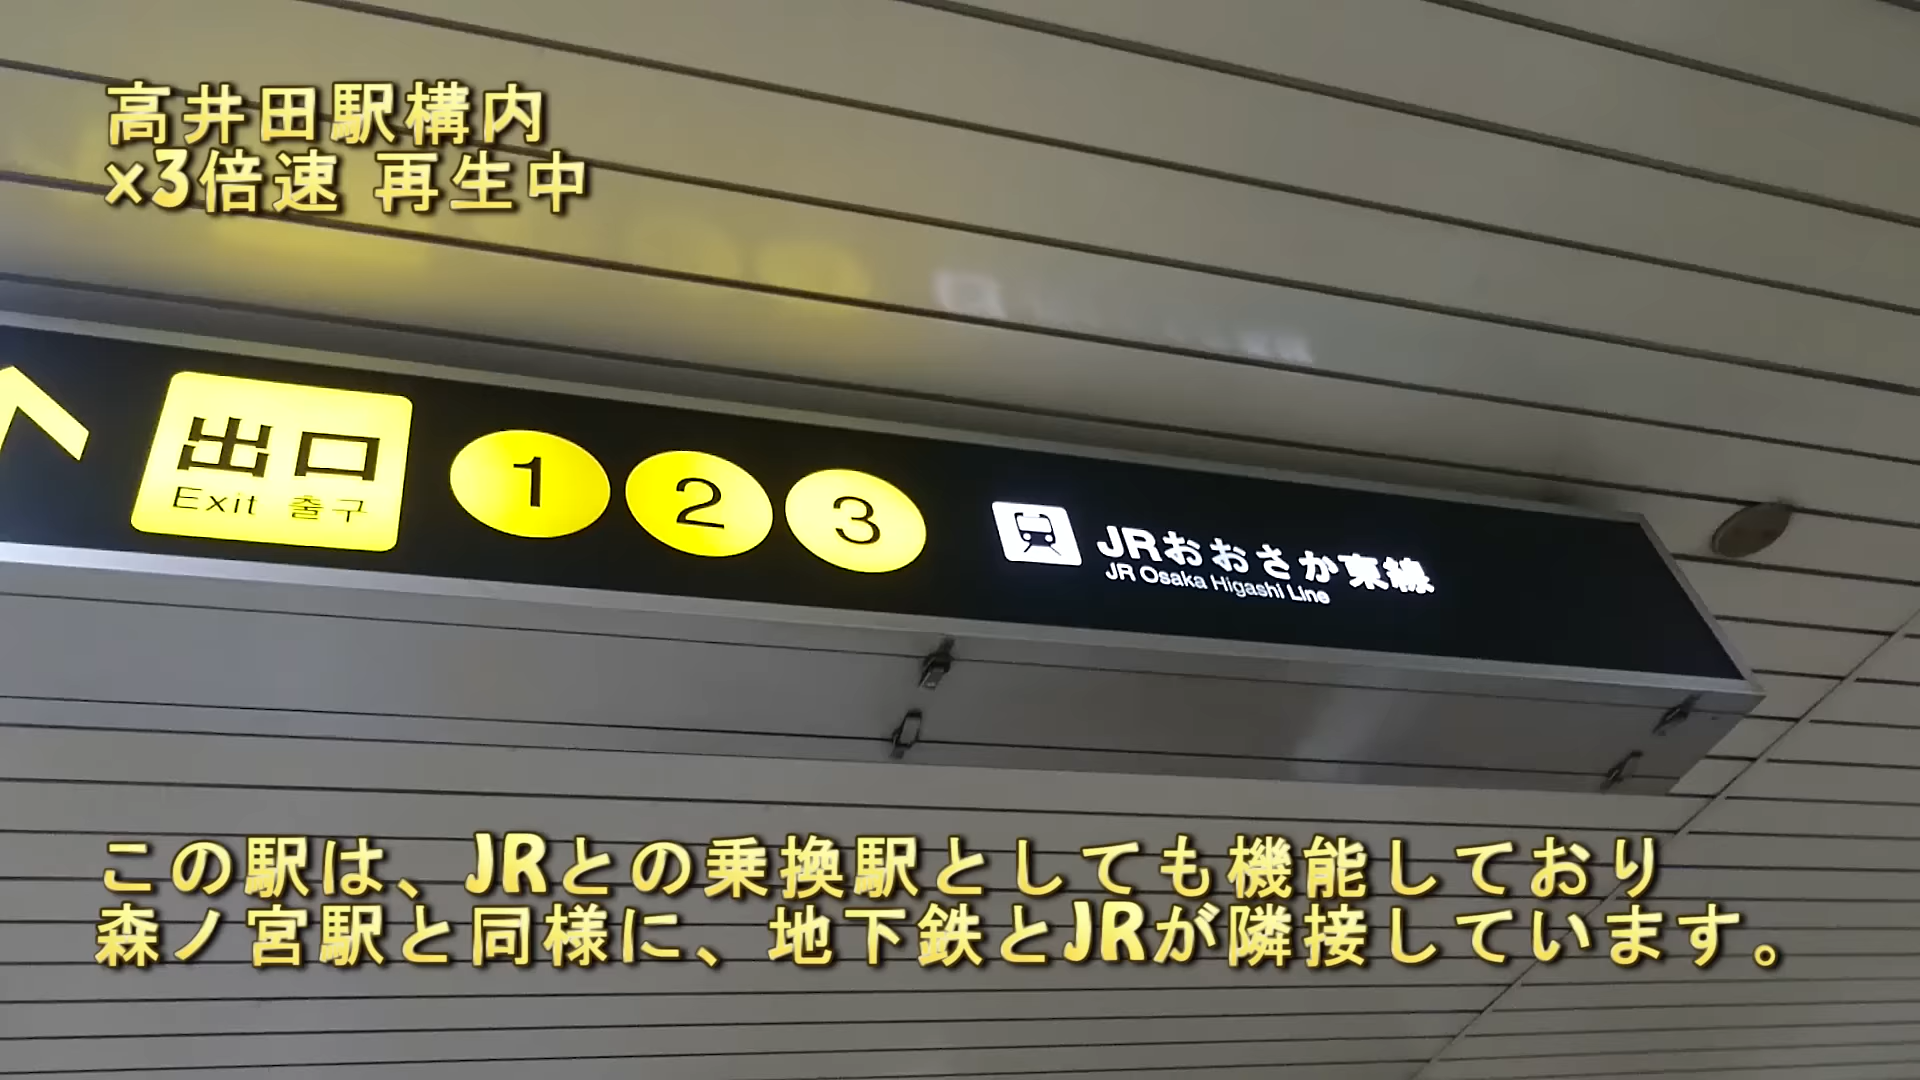 高井田駅構内
×3倍速 再生中
出口
Exit 출구
1 2 3
JRおおさか東線
JR Osaka Higashi Line
この駅は、JRとの乗換駅としても機能しており
森ノ宮駅と同様に、地下鉄とJRが隣接しています。